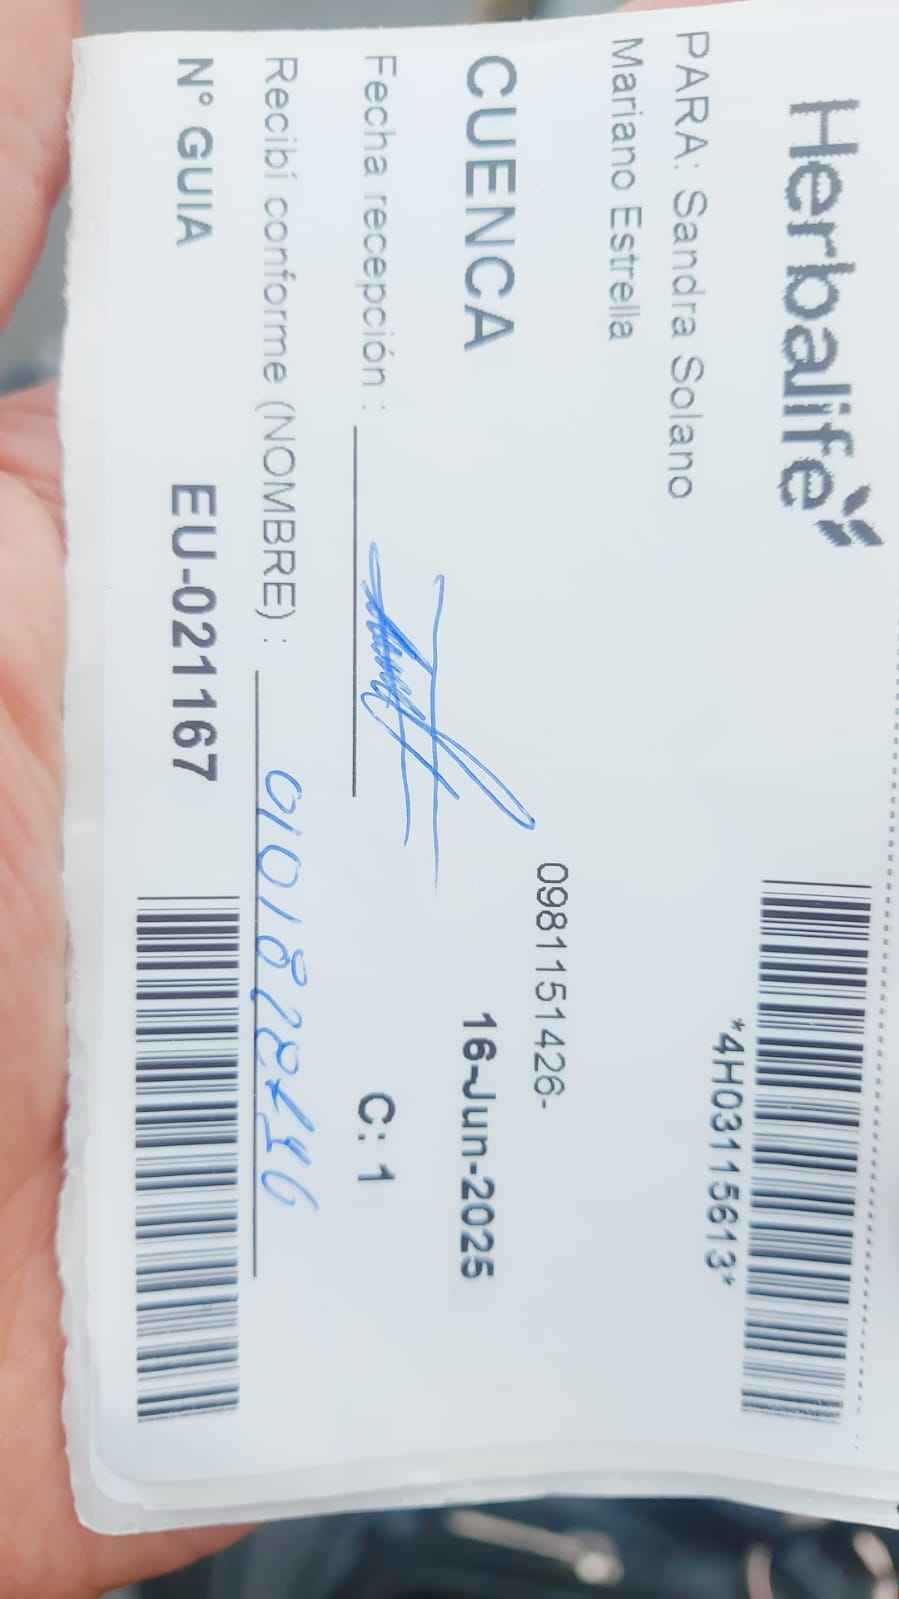 Herbalife
*4H03115613*
PARA: Sandra Solano
Mariano Estrella
0981151426-
CUENCA
16-Jun-2025
Fecha recepción :
C: 1
Recibí conforme (NOMBRE) :
N° GUIA
EU-021167